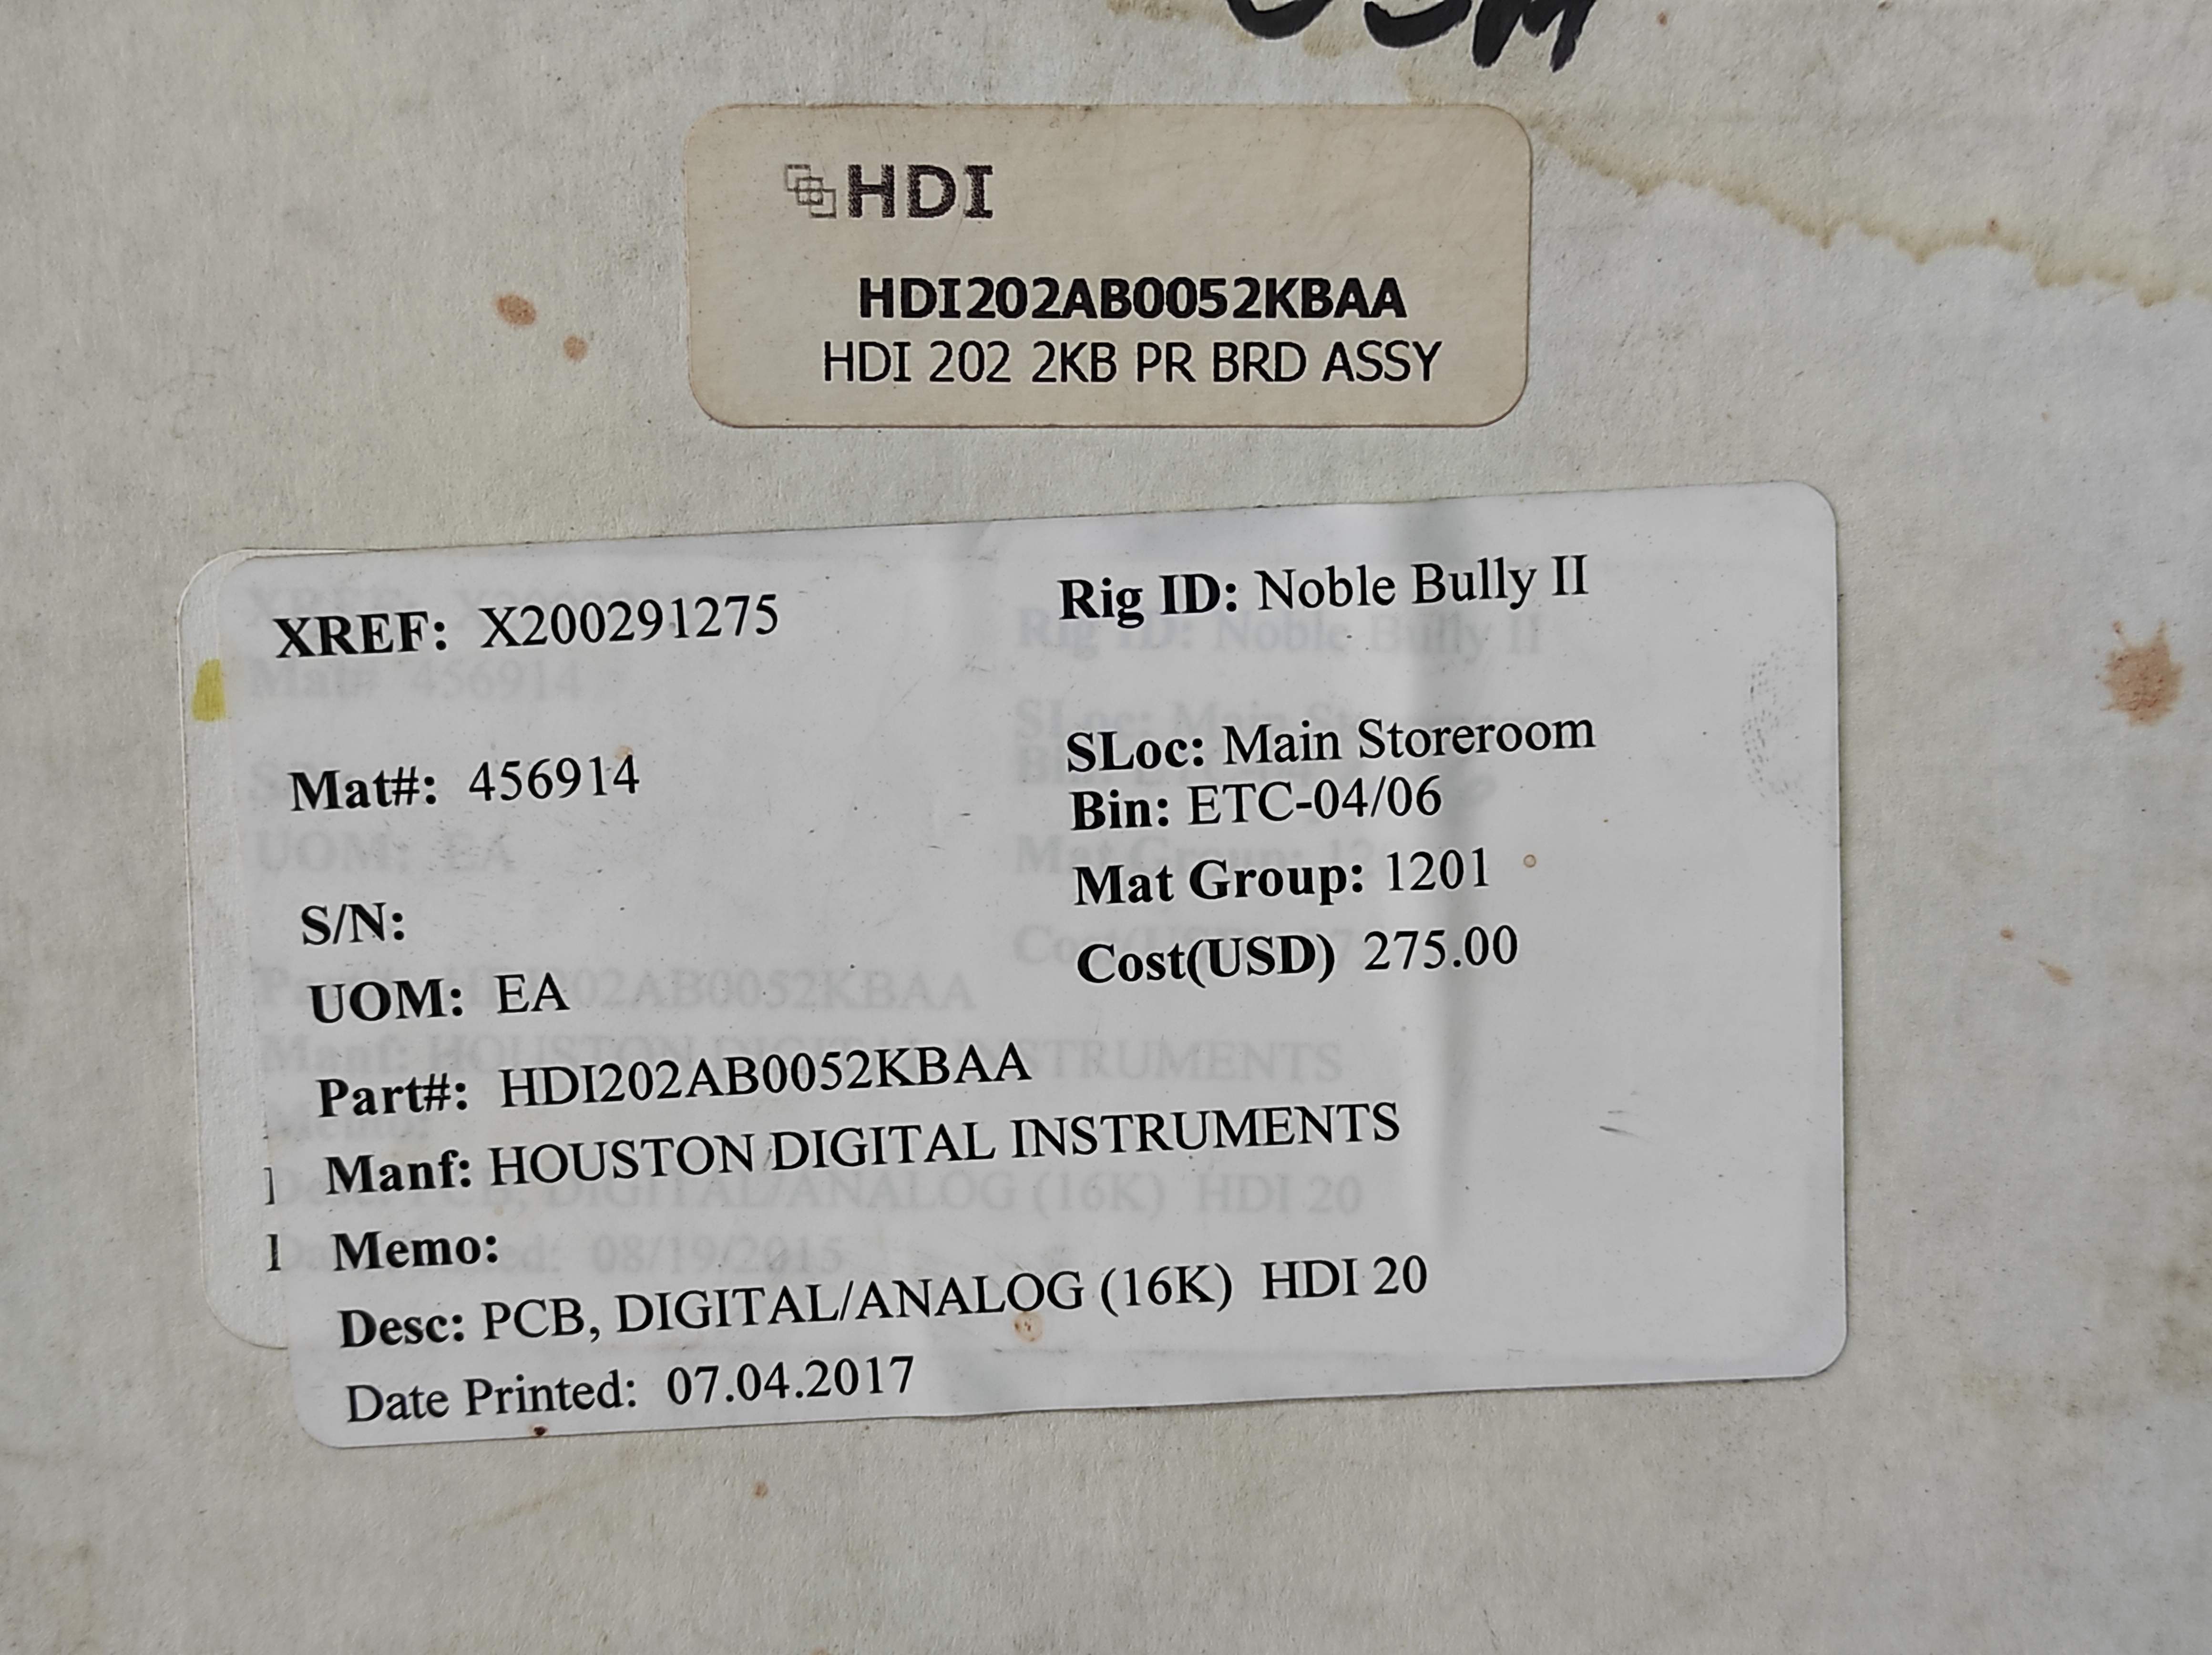 HDI
HDI202AB0052KBAA
HDI 202 2KB PR BRD ASSY
XREF: X200291275
Rig ID: Noble Bully II
Mat#: 456914
SLoc: Main Storeroom
Bin: ETC-04/06
S/N:
Mat Group: 1201
UOM: EA
Cost(USD) 275.00
Part#: HDI202AB0052KBAA
Manf: HOUSTON DIGITAL INSTRUMENTS
Memo:
Desc: PCB, DIGITAL/ANALOG (16K) HDI 20
Date Printed: 07.04.2017